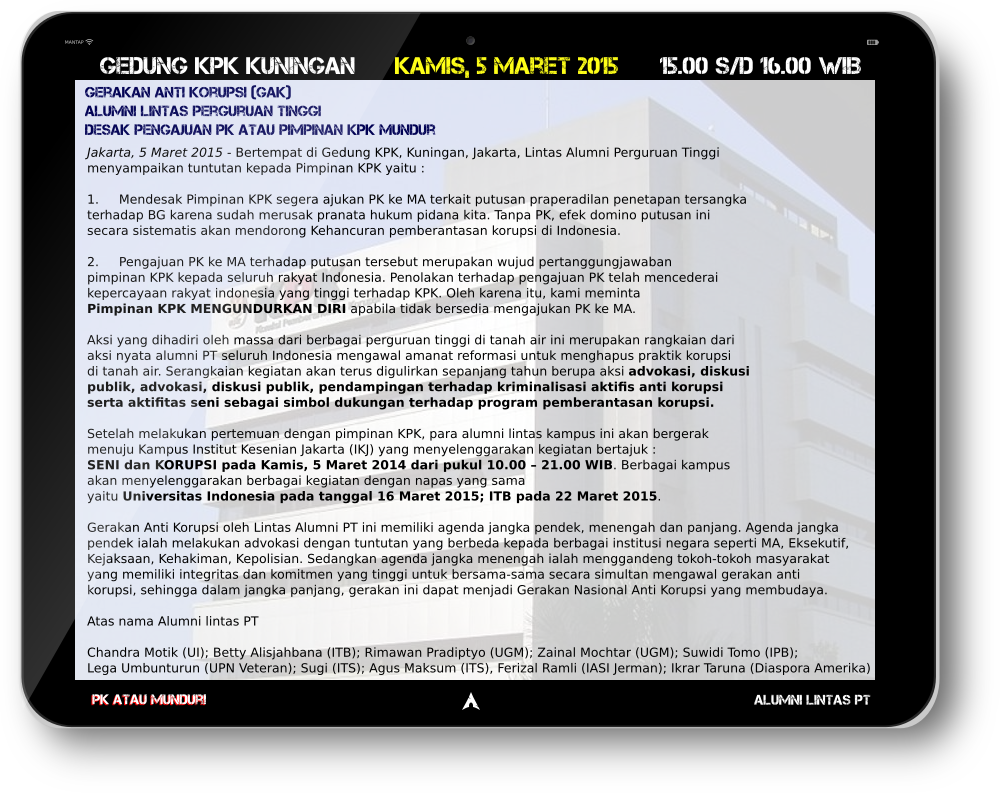 MANTAP
GEDUNG KPK KUNINGAN KAMIS, 5 MARET 2015 15.00 S/D 16.00 WIB
GERAKAN ANTI KORUPSI (GAK)
ALUMNI LINTAS PERGURUAN TINGGI
DESAK PENGAJUAN PK ATAU PIMPINAN KPK MUNDUR
Jakarta, 5 Maret 2015 - Bertempat di Gedung KPK, Kuningan, Jakarta, Lintas Alumni Perguruan Tinggi
menyampaikan tuntutan kepada Pimpinan KPK yaitu :
1. Mendesak Pimpinan KPK segera ajukan PK ke MA terkait putusan praperadilan penetapan tersangka
terhadap BG karena sudah merusak pranata hukum pidana kita. Tanpa PK, efek domino putusan ini
secara sistematis akan mendorong Kehancuran pemberantasan korupsi di Indonesia.
2. Pengajuan PK ke MA terhadap putusan tersebut merupakan wujud pertanggungjawaban
pimpinan KPK kepada seluruh rakyat Indonesia. Penolakan terhadap pengajuan PK telah mencederai
kepercayaan rakyat indonesia yang tinggi terhadap KPK. Oleh karena itu, kami meminta
Pimpinan KPK MENGUNDURKAN DIRI apabila tidak bersedia mengajukan PK ke MA.
Aksi yang dihadiri oleh massa dari berbagai perguruan tinggi di tanah air ini merupakan rangkaian dari
aksi nyata alumni PT seluruh Indonesia mengawal amanat reformasi untuk menghapus praktik korupsi
di tanah air. Serangkaian kegiatan akan terus digulirkan sepanjang tahun berupa aksi advokasi, diskusi
publik, advokasi, diskusi publik, pendampingan terhadap kriminalisasi aktifis anti korupsi
serta aktifitas seni sebagai simbol dukungan terhadap program pemberantasan korupsi.
Setelah melakukan pertemuan dengan pimpinan KPK, para alumni lintas kampus ini akan bergerak
menuju Kampus Institut Kesenian Jakarta (IKJ) yang menyelenggarakan kegiatan bertajuk :
SENI dan KORUPSI pada Kamis, 5 Maret 2014 dari pukul 10.00 – 21.00 WIB. Berbagai kampus
akan menyelenggarakan berbagai kegiatan dengan napas yang sama
yaitu Universitas Indonesia pada tanggal 16 Maret 2015; ITB pada 22 Maret 2015.
Gerakan Anti Korupsi oleh Lintas Alumni PT ini memiliki agenda jangka pendek, menengah dan panjang. Agenda jangka
pendek ialah melakukan advokasi dengan tuntutan yang berbeda kepada berbagai institusi negara seperti MA, Eksekutif,
Kejaksaan, Kehakiman, Kepolisian. Sedangkan agenda jangka menengah ialah menggandeng tokoh-tokoh masyarakat
yang memiliki integritas dan komitmen yang tinggi untuk bersama-sama secara simultan mengawal gerakan anti
korupsi, sehingga dalam jangka panjang, gerakan ini dapat menjadi Gerakan Nasional Anti Korupsi yang membudaya.
Atas nama Alumni lintas PT
Chandra Motik (UI); Betty Alisjahbana (ITB); Rimawan Pradiptyo (UGM); Zainal Mochtar (UGM); Suwidi Tomo (IPB);
Lega Umbunturun (UPN Veteran); Sugi (ITS); Agus Maksum (ITS), Ferizal Ramli (IASI Jerman); Ikrar Taruna (Diaspora Amerika)
PK ATAU MUNDUR! ALUMNI LINTAS PT